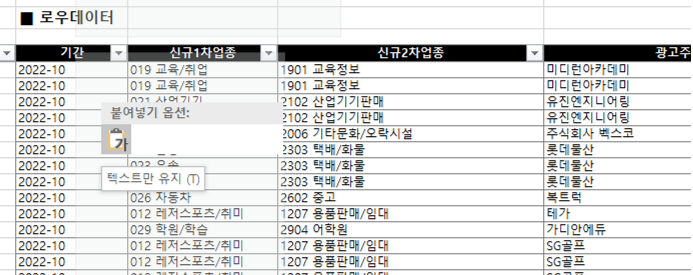 ■ 로우데이터
기간 신규1차업종 신규2차업종 광고주
2022-10 019 교육/취업 1901 교육정보 미디런아카데미
2022-10 019 교육/취업 1901 교육정보 미디런아카데미
2022-10 021 산업기기 2102 산업기기판매 유진엔지니어링
2022-10 2102 산업기기판매 유진엔지니어링
2022-10 2006 기타문화/오락시설 주식회사 벡스코
2022-10 2303 택배/화물 롯데물산
2022-10 023 운송 2303 택배/화물 롯데물산
2022-10 2303 택배/화물 롯데물산
2022-10 026 자동차 2602 중고 복트럭
2022-10 012 레저스포츠/취미 1207 용품판매/임대 테가
2022-10 029 학원/학습 2904 어학원 가디안에듀
2022-10 012 레저스포츠/취미 1207 용품판매/임대 SG골프
2022-10 012 레저스포츠/취미 1207 용품판매/임대 SG골프
붙여넣기 옵션:
가
텍스트만 유지 (T)